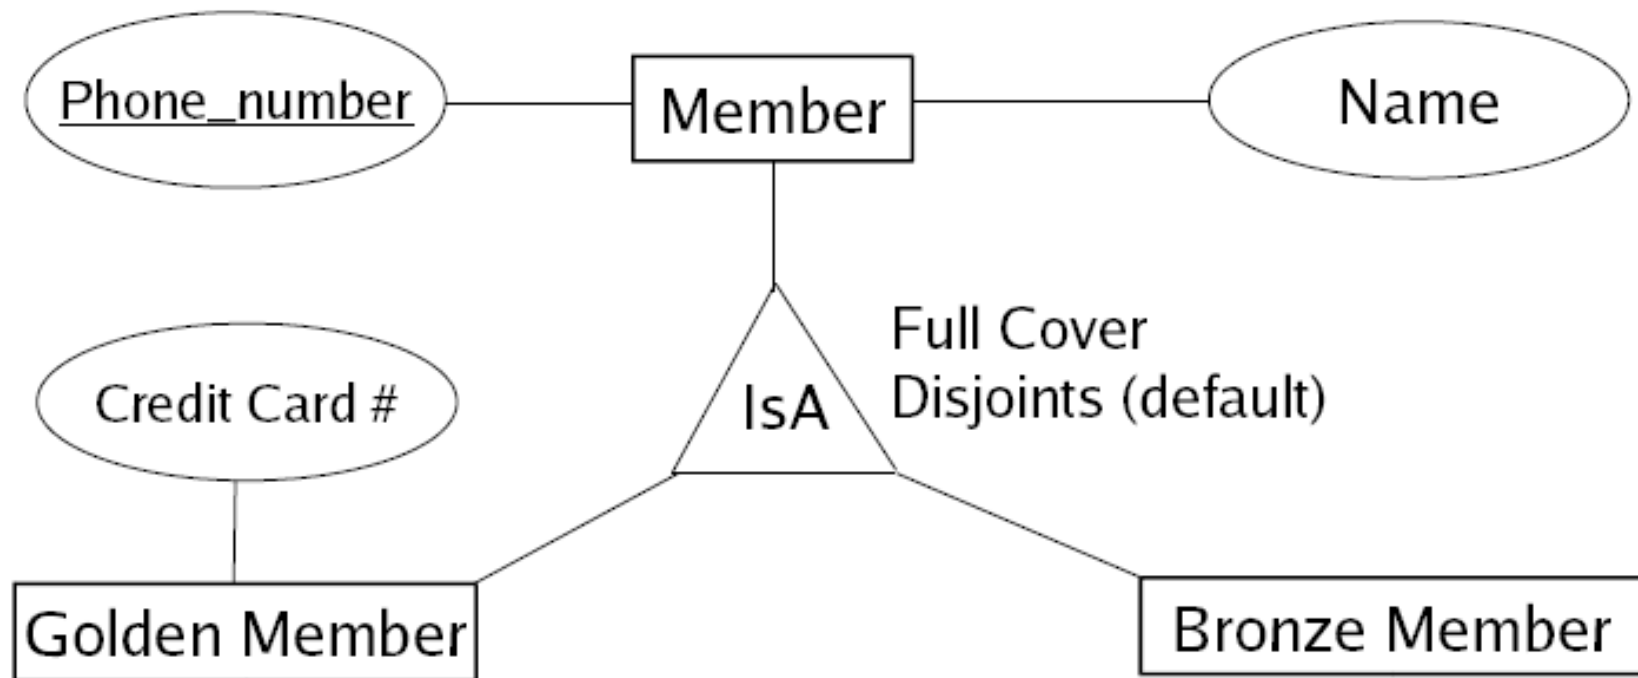 Phone_number
Member
Name
Full Cover
Disjoints (default)
IsA
Credit Card #
Golden Member
Bronze Member